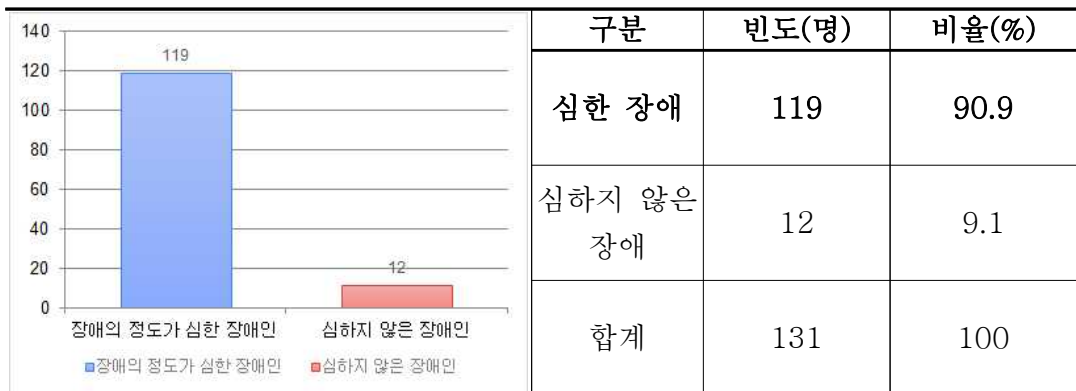 140
120
100
80
60
40
20
0
119
12
장애의 정도가 심한 장애인 심하지 않은 장애인
장애의 정도가 심한 장애인 심하지 않은 장애인
구분 빈도(명) 비율(%)
심한 장애 119 90.9
심하지 않은
장애 12 9.1
합계 131 100